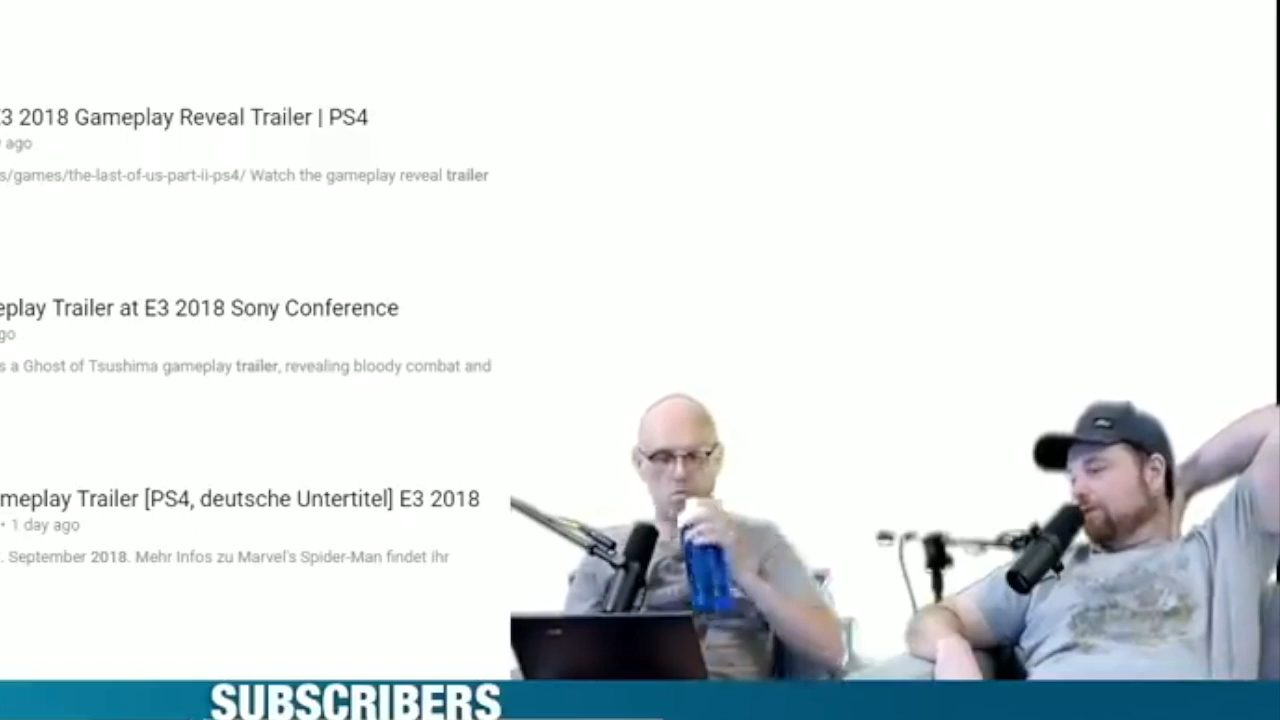 E3 2018 Gameplay Reveal Trailer | PS4
ago
s/games/the-last-of-us-part-ii-ps4/ Watch the gameplay reveal trailer
eplay Trailer at E3 2018 Sony Conference
go
s a Ghost of Tsushima gameplay trailer, revealing bloody combat and
meplay Trailer [PS4, deutsche Untertitel] E3 2018
• 1 day ago
. September 2018. Mehr Infos zu Marvel's Spider-Man findet ihr
SUBSCRIBERS